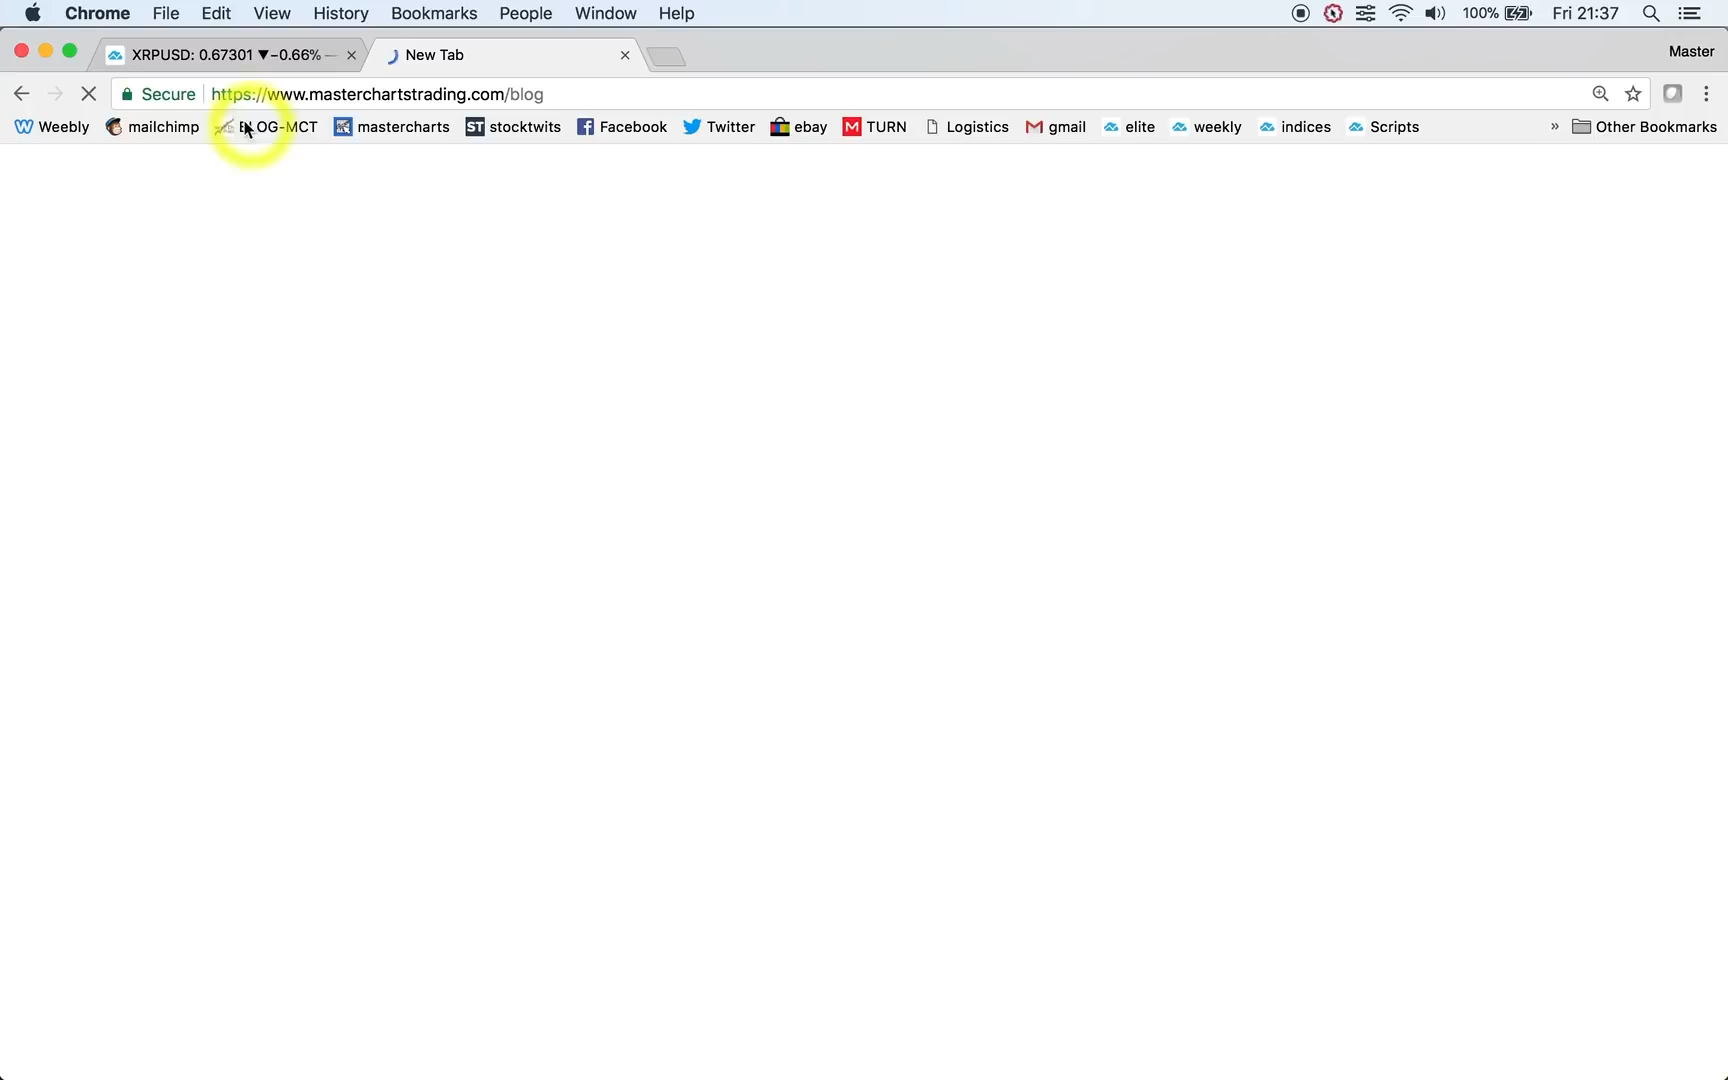 Chrome File Edit View History Bookmarks People Window Help 100% Fri 21:37
XRPUSD: 0.67301 ▼−0.66% — New Tab Master
Secure https://www.masterchartstrading.com/blog
Weebly mailchimp BLOG-MCT mastercharts ST stocktwits Facebook Twitter ebay M TURN Logistics gmail elite weekly indices Scripts » Other Bookmarks